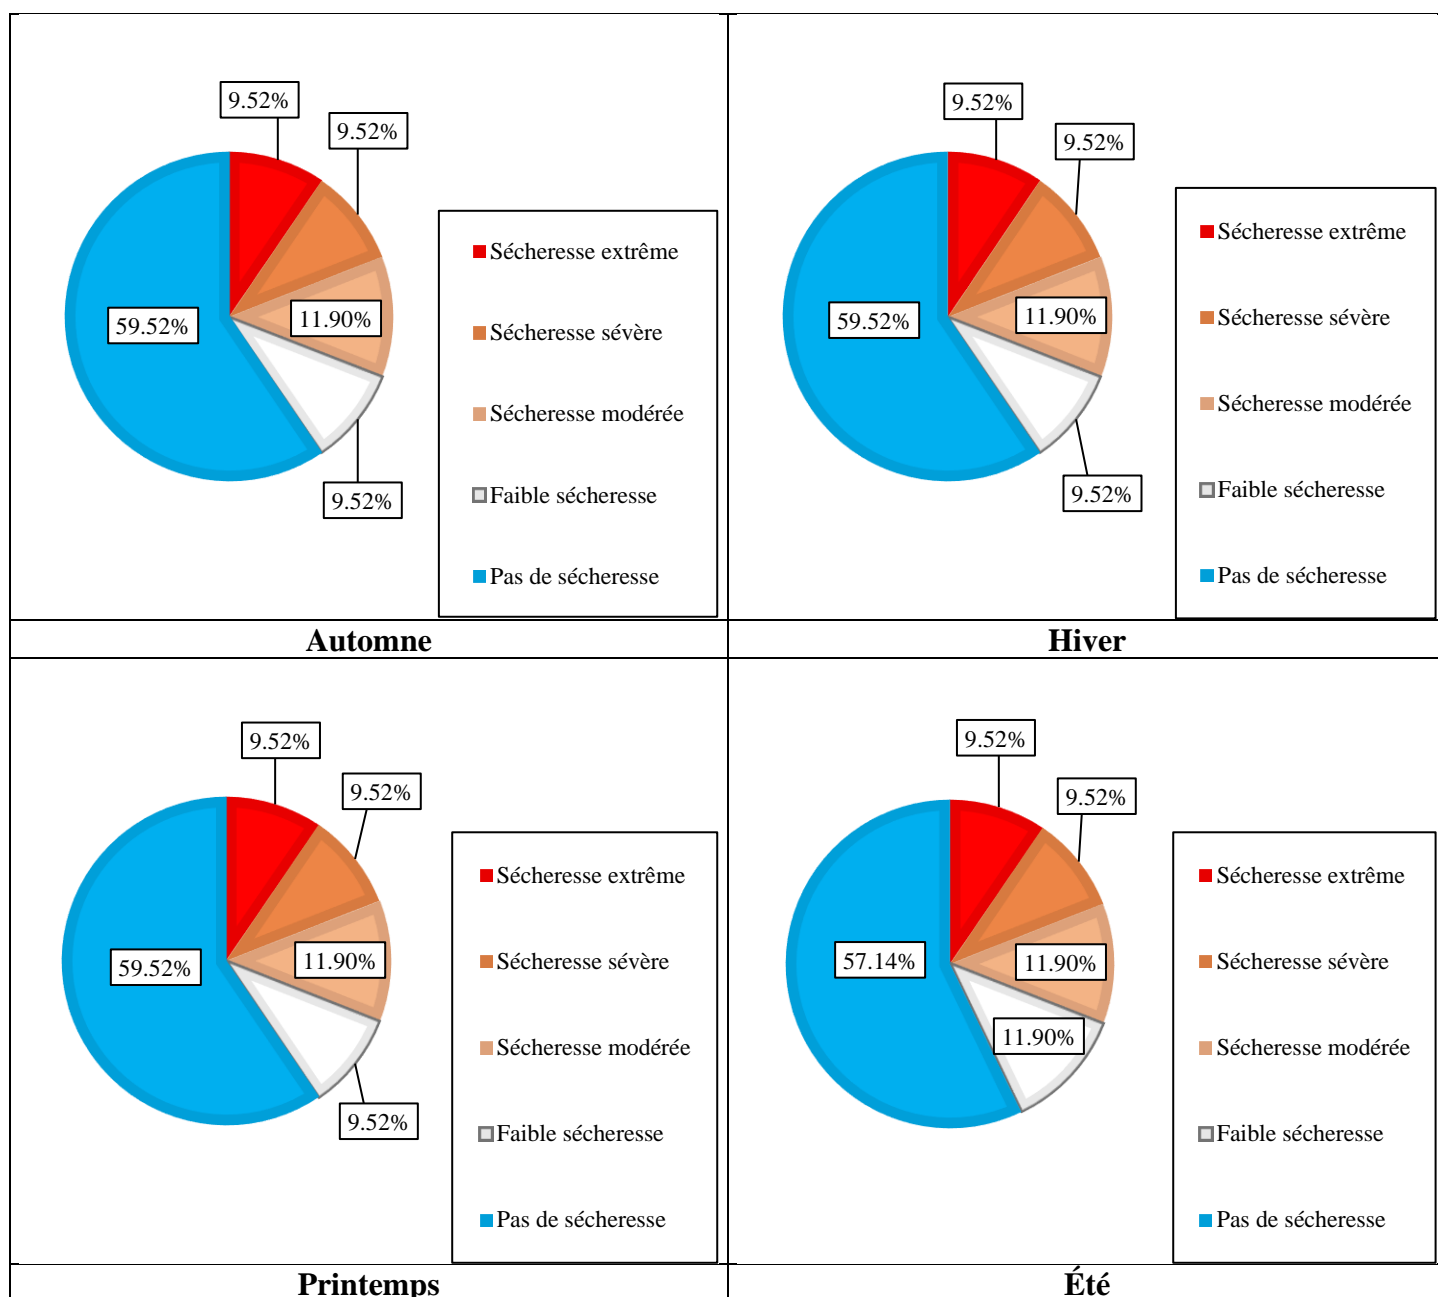 9.52%
9.52%
11.90%
59.52%
9.52%
Sécheresse extrême
Sécheresse sévère
Sécheresse modérée
Faible sécheresse
Pas de sécheresse
Automne
9.52%
9.52%
11.90%
59.52%
9.52%
Sécheresse extrême
Sécheresse sévère
Sécheresse modérée
Faible sécheresse
Pas de sécheresse
Hiver
9.52%
9.52%
11.90%
59.52%
9.52%
Sécheresse extrême
Sécheresse sévère
Sécheresse modérée
Faible sécheresse
Pas de sécheresse
Printemps
9.52%
9.52%
57.14%
11.90%
11.90%
Sécheresse extrême
Sécheresse sévère
Sécheresse modérée
Faible sécheresse
Pas de sécheresse
Été